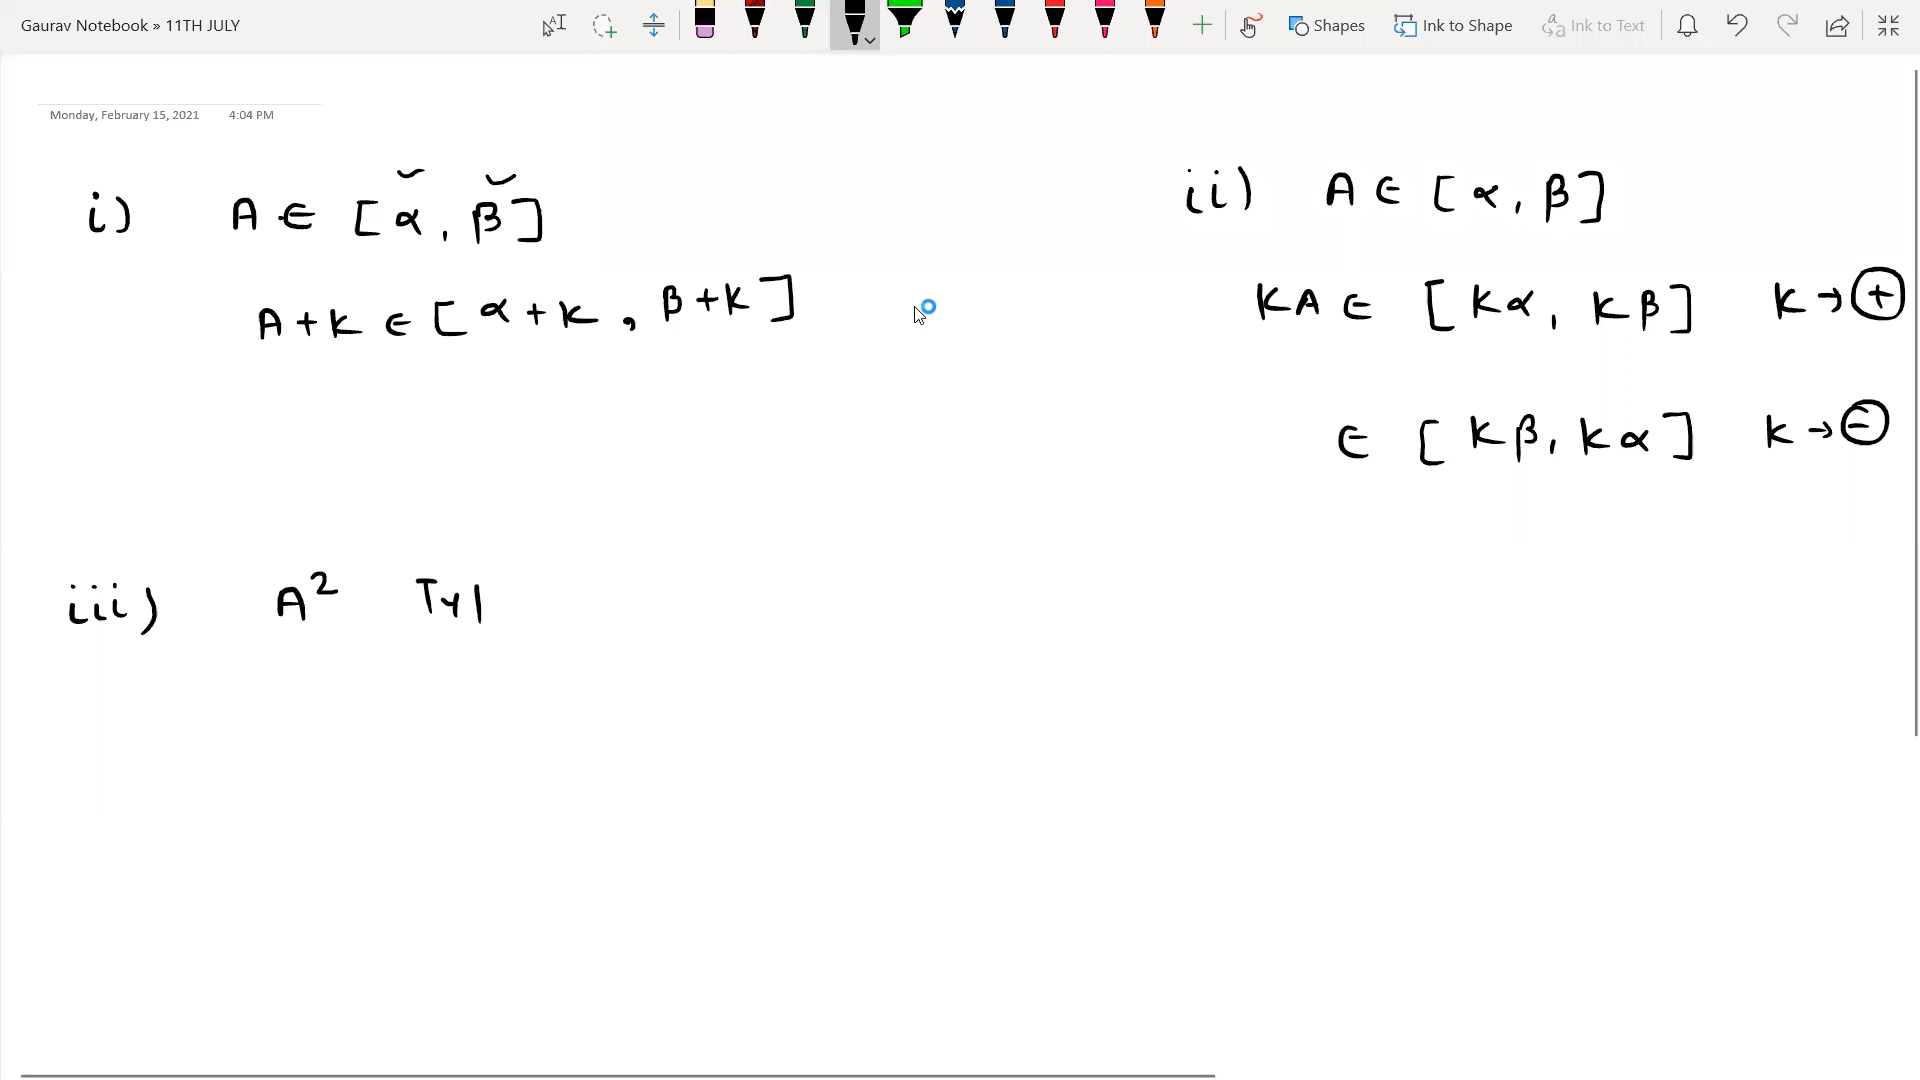 Gaurav Notebook » 11TH JULY
Shapes
Ink to Shape
Ink to Text
Monday, February 15, 2021 4:04 PM
i) A ∈ [α, β]
A+K ∈ [α+K, β+K]
ii) A ∈ [α, β]
KA ∈ [Kα, Kβ] K → ⊕
∈ [Kβ, Kα] K → ⊖
iii) A²